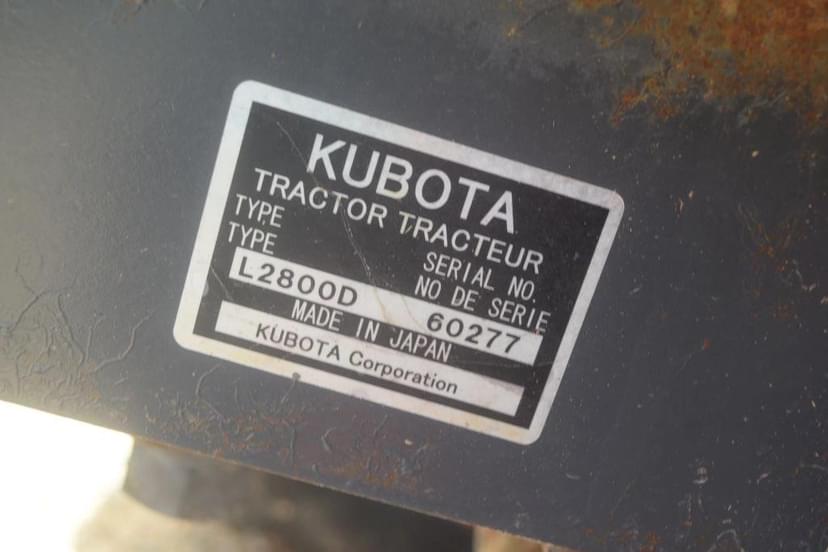 KUBOTA
TRACTOR TRACTEUR
TYPE
TYPE
SERIAL NO.
NO DE SERIE
L2800D 60277
MADE IN JAPAN
KUBOTA Corporation